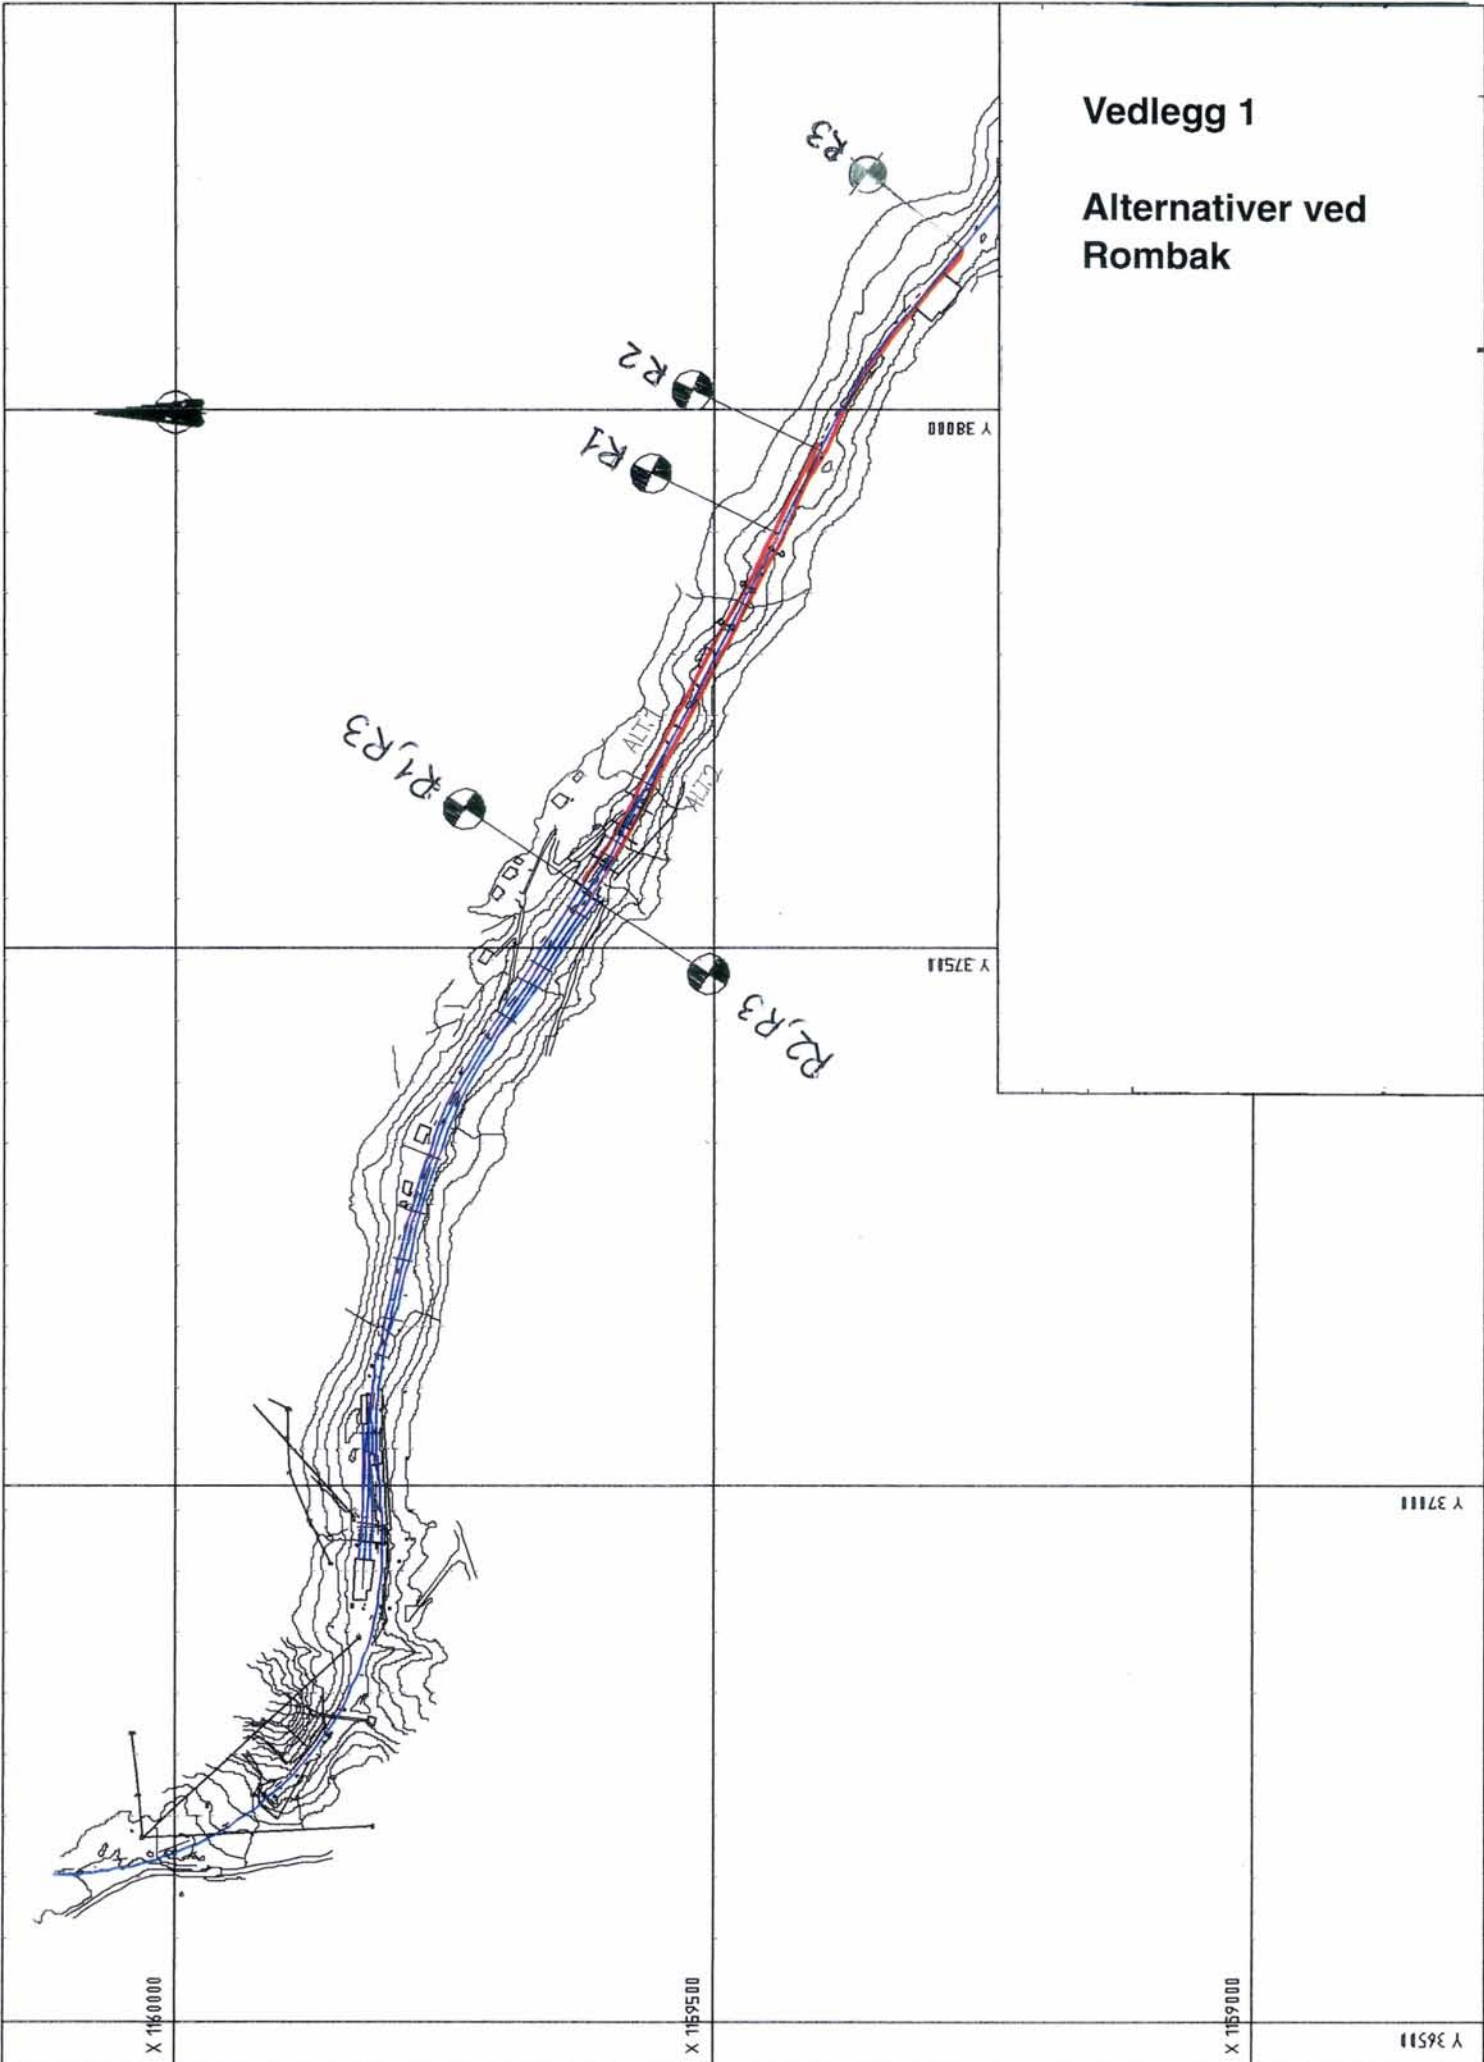 Vedlegg 1
Alternativer ved
Rombak
R3
R2
R1
Y 38000
ALT.1
ALT.2
R1,R3
Y 37500
R2,R3
Y 37000
X 1160000
X 1159500
X 1159000
Y 36500